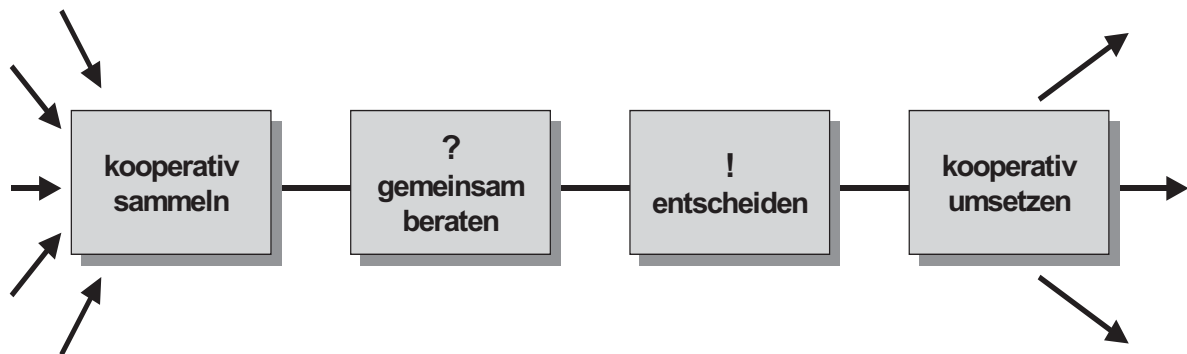 kooperativ
sammeln
?
gemeinsam
beraten
!
entscheiden
kooperativ
umsetzen